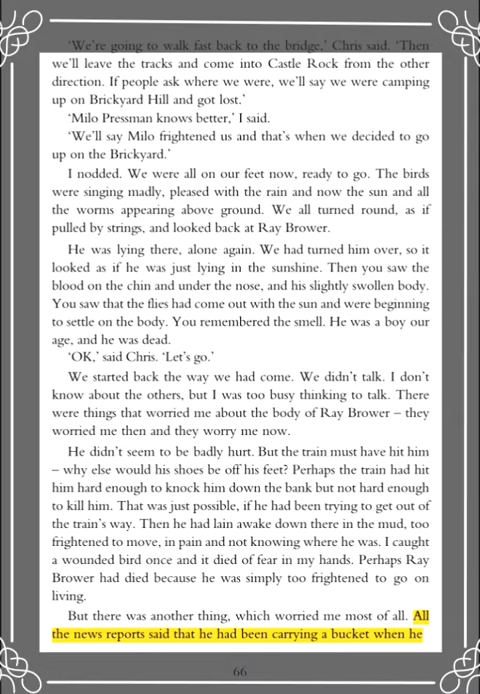 'We're going to walk fast back to the bridge,' Chris said. 'Then
we'll leave the tracks and come into Castle Rock from the other
direction. If people ask where we were, we'll say we were camping
up on Brickyard Hill and got lost.'
'Milo Pressman knows better,' I said.
'We'll say Milo frightened us and that's when we decided to go
up on the Brickyard.'
I nodded. We were all on our feet now, ready to go. The birds
were singing madly, pleased with the rain and now the sun and all
the worms appearing above ground. We all turned round, as if
pulled by strings, and looked back at Ray Brower.
He was lying there, alone again. We had turned him over, so it
looked as if he was just lying in the sunshine. Then you saw the
blood on the chin and under the nose, and his slightly swollen body.
You saw that the flies had come out with the sun and were beginning
to settle on the body. You remembered the smell. He was a boy our
age, and he was dead.
'OK,' said Chris. 'Let's go.'
We started back the way we had come. We didn't talk. I don't
know about the others, but I was too busy thinking to talk. There
were things that worried me about the body of Ray Brower – they
worried me then and they worry me now.
He didn't seem to be badly hurt. But the train must have hit him
– why else would his shoes be off his feet? Perhaps the train had hit
him hard enough to knock him down the bank but not hard enough
to kill him. That was just possible, if he had been trying to get out of
the train's way. Then he had lain awake down there in the mud, too
frightened to move, in pain and not knowing where he was. I caught
a wounded bird once and it died of fear in my hands. Perhaps Ray
Brower had died because he was simply too frightened to go on
living.
But there was another thing, which worried me most of all. All
the news reports said that he had been carrying a bucket when he
66